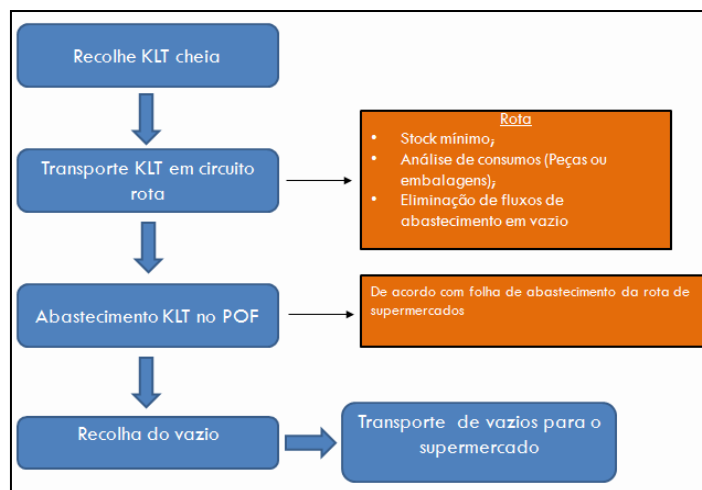 Recolhe KLT cheia
Transporte KLT em circuito
rota
Rota
• Stock mínimo;
• Análise de consumos (Peças ou
embalagens);
• Eliminação de fluxos de
abastecimento em vazio
Abastecimento KLT no POF
De acordo com folha de abastecimento da rota de
supermercados
Recolha do vazio
Transporte de vazios para o
supermercado